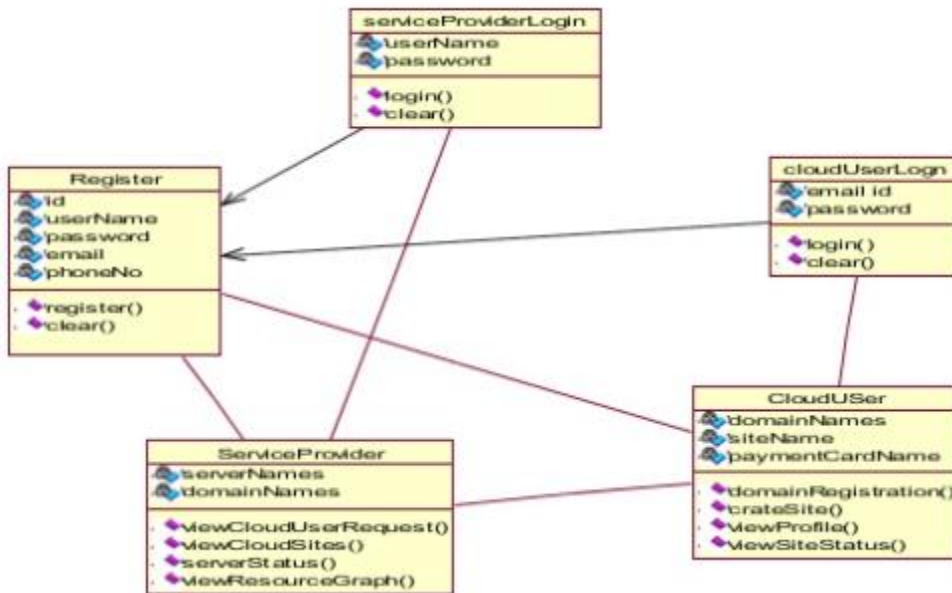 serviceProviderLogin
userName
password
login()
clear()
Register
id
userName
password
email
phoneNo
register()
clear()
cloudUserLogn
email id
password
login()
clear()
ServiceProvider
serverNames
domainNames
viewCloudUserRequest()
viewCloudSites()
serverStatus()
viewResourceGraph()
CloudUSer
domainNames
siteName
paymentCardName
domainRegistration()
crateSite()
viewProfile()
viewSiteStatus()